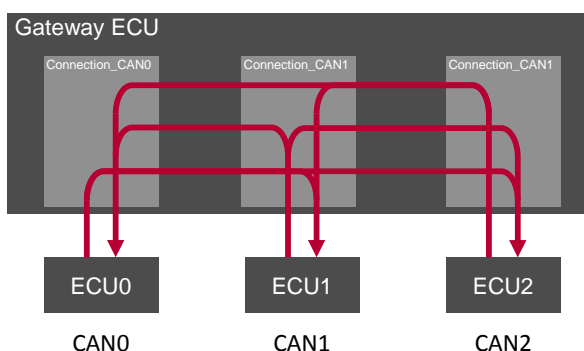 Gateway ECU
Connection_CAN0
Connection_CAN1
Connection_CAN1
ECU0
ECU1
ECU2
CAN0
CAN1
CAN2